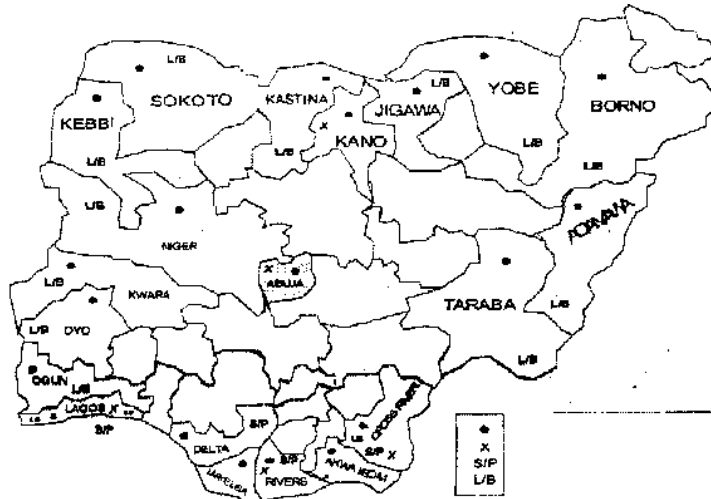 L/B
SOKOTO
KASTINA
L/B
YOBE
KEBBI
JIGAWA
BORNO
X
KANO
L/B
L/B
L/B
L/B
L/B
ADAMAWA
NIGER
X
ABUJA
L/B
KWARA
TARABA
L/B
L/B
OYO
L/B
OGUN
L/B
LAGOS X
S/P
CROSS RIVER
S/P
DELTA
L/B
S/P X
S/P
X
RIVERS
AKWA IBOM
X
S/P
L/B